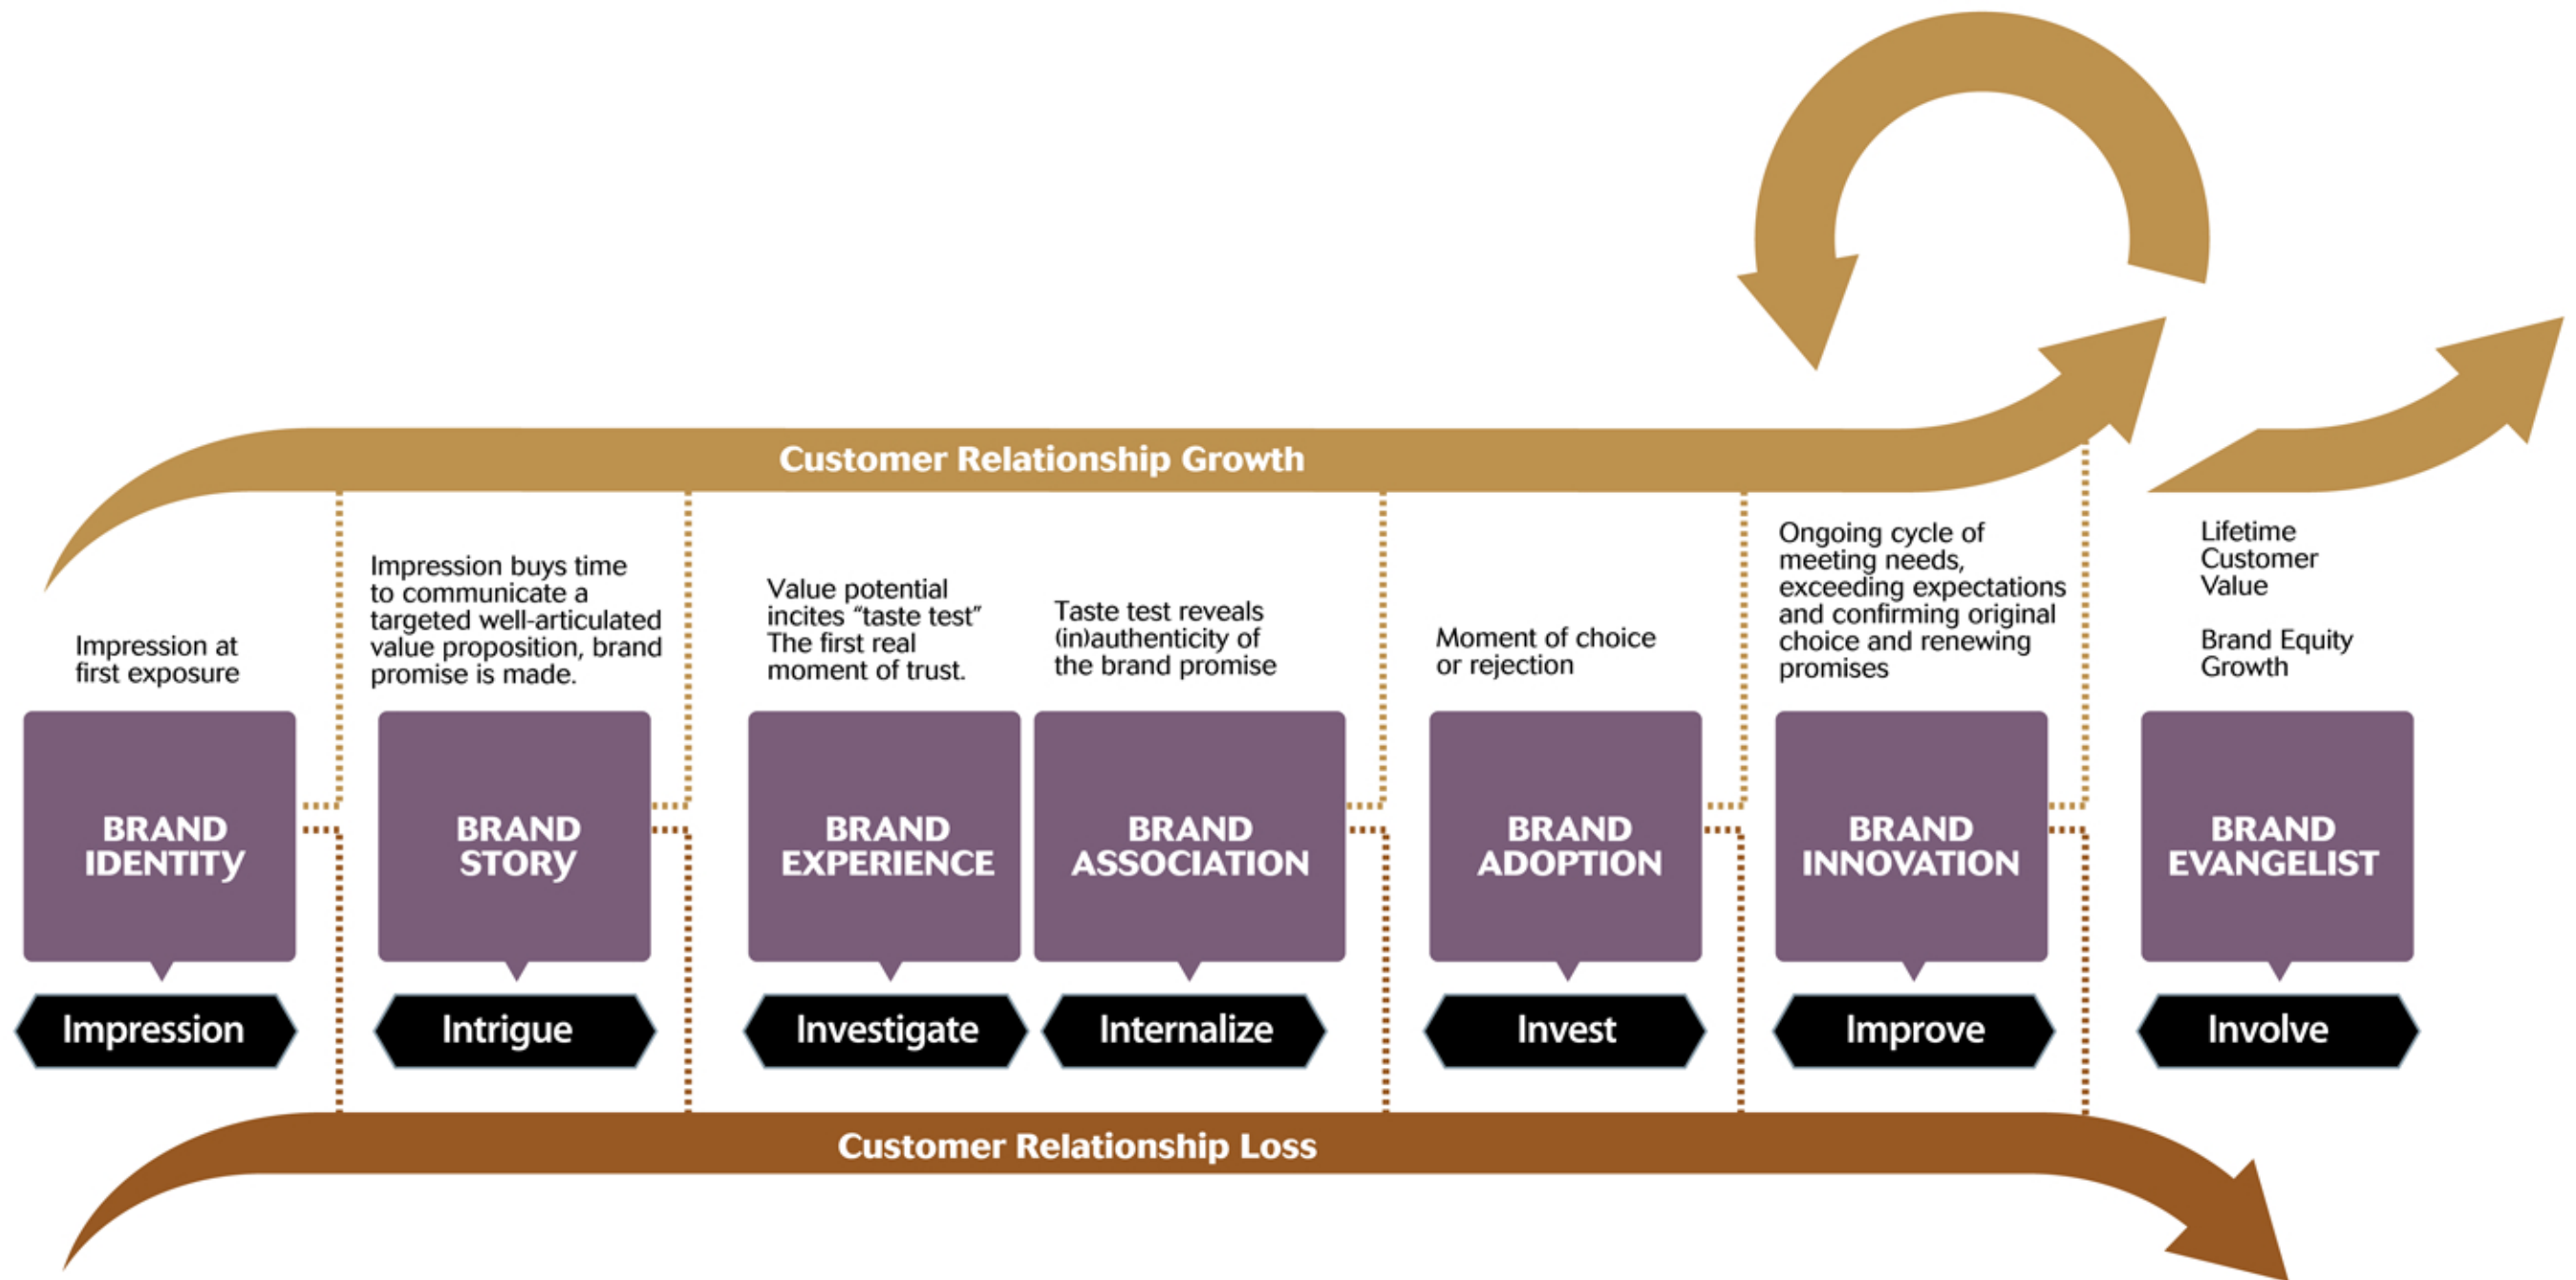 Customer Relationship Growth
Impression at
first exposure
Impression buys time
to communicate a
targeted well-articulated
value proposition, brand
promise is made.
Value potential
incites “taste test”
The first real
moment of trust.
Taste test reveals
(in)authenticity of
the brand promise
Moment of choice
or rejection
Ongoing cycle of
meeting needs,
exceeding expectations
and confirming original
choice and renewing
promises
Lifetime
Customer
Value
Brand Equity
Growth
BRAND
IDENTITY
BRAND
STORY
BRAND
EXPERIENCE
BRAND
ASSOCIATION
BRAND
ADOPTION
BRAND
INNOVATION
BRAND
EVANGELIST
Impression
Intrigue
Investigate
Internalize
Invest
Improve
Involve
Customer Relationship Loss